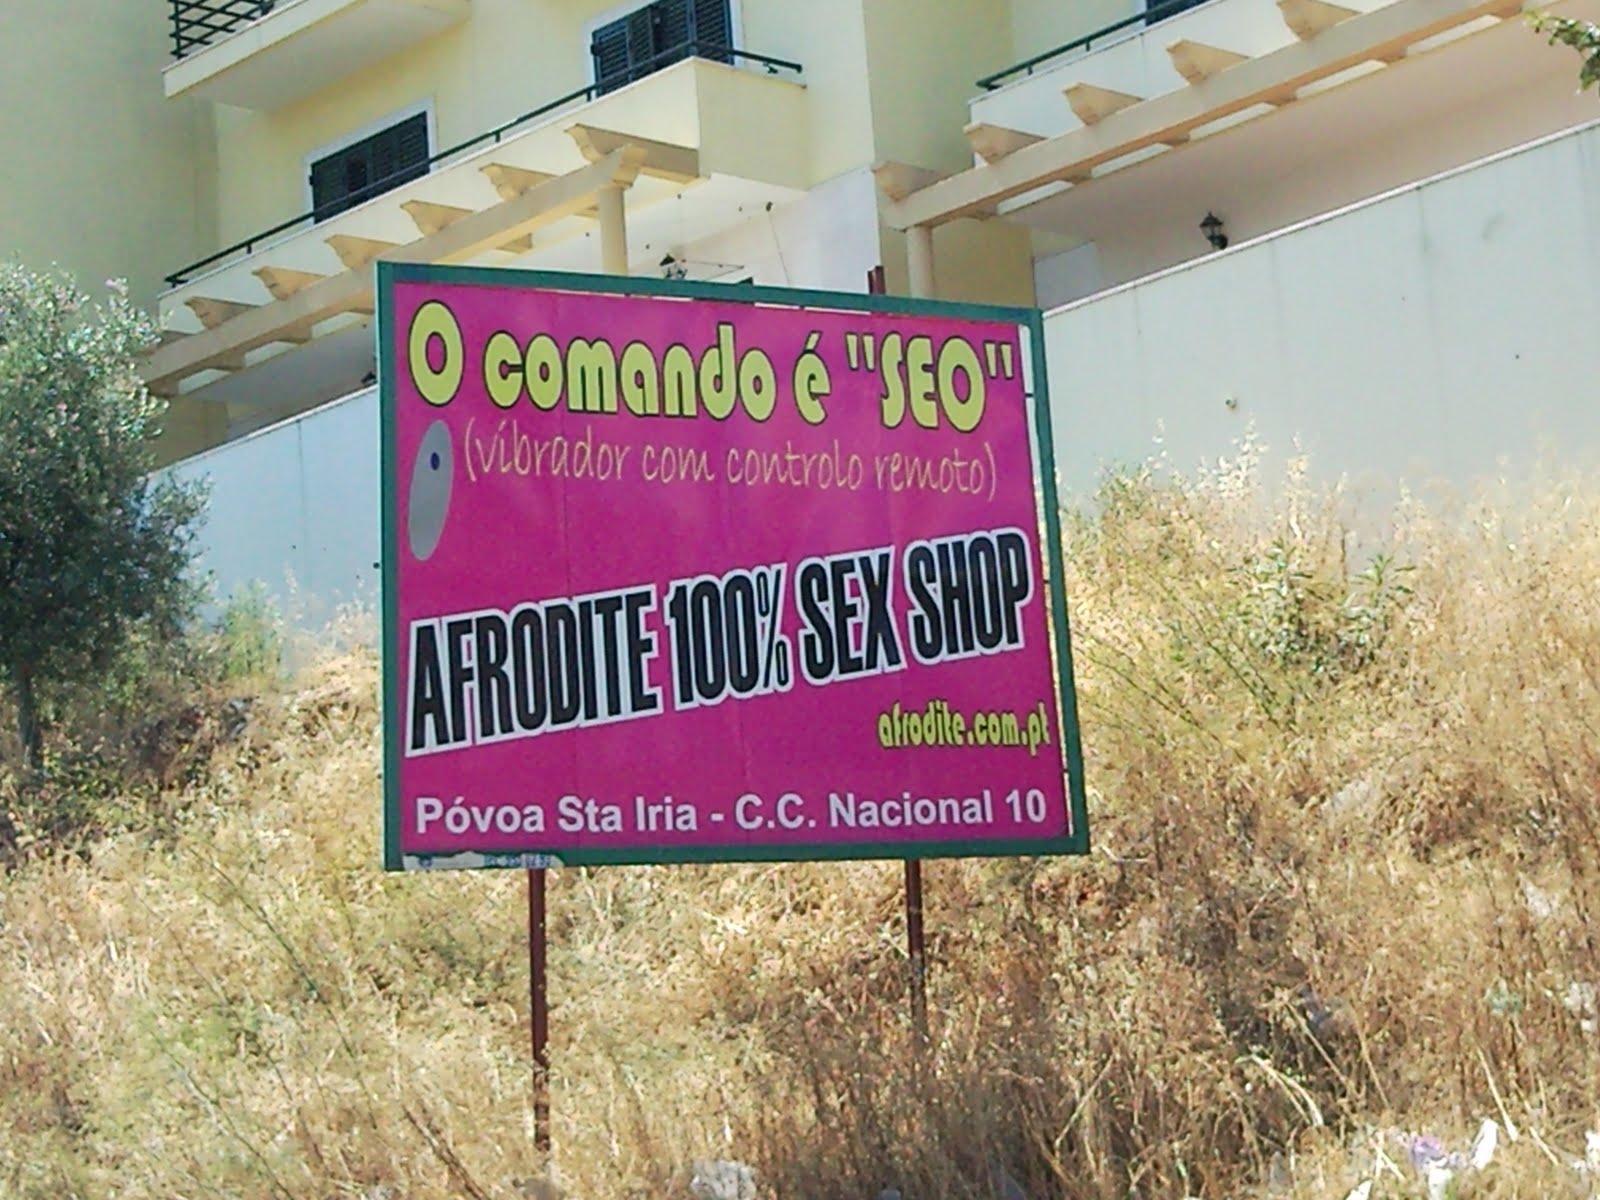 O comando é "SEO"
(vibrador com controlo remoto)
AFRODITE 100% SEX SHOP
afrodite.com.pt
Póvoa Sta Iria - C.C. Nacional 10